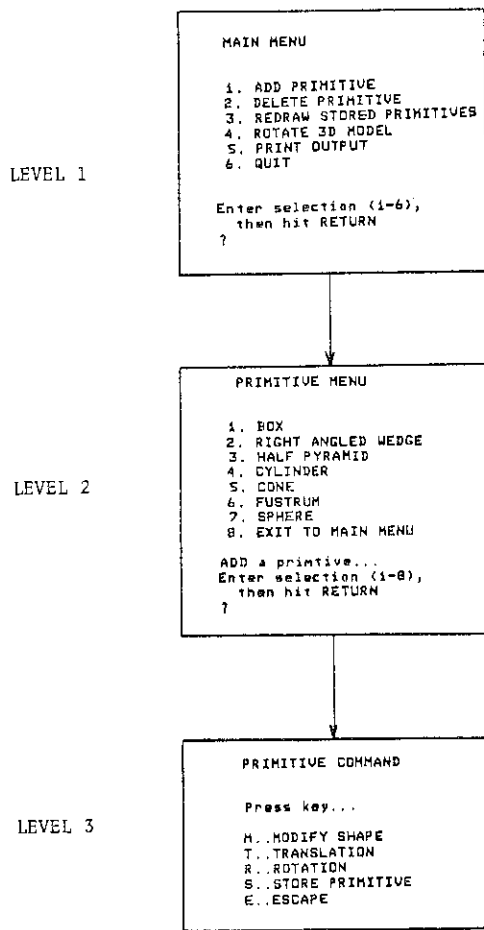 MAIN MENU
1. ADD PRIMITIVE
2. DELETE PRIMITIVE
3. REDRAW STORED PRIMITIVES
4. ROTATE 3D MODEL
5. PRINT OUTPUT
6. QUIT
LEVEL 1
Enter selection (1-6),
then hit RETURN
?
PRIMITIVE MENU
1. BOX
2. RIGHT ANGLED WEDGE
3. HALF PYRAMID
4. CYLINDER
LEVEL 2
5. CONE
6. FUSTRUM
7. SPHERE
8. EXIT TO MAIN MENU
ADD a primtive...
Enter selection (1-8),
then hit RETURN
?
PRIMITIVE COMMAND
Press key...
LEVEL 3
M..MODIFY SHAPE
T..TRANSLATION
R..ROTATION
S..STORE PRIMITIVE
E..ESCAPE